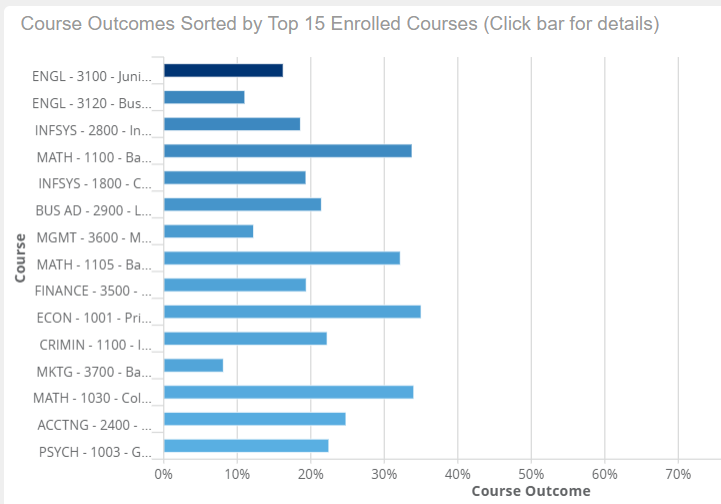 Course Outcomes Sorted by Top 15 Enrolled Courses (Click bar for details)
ENGL - 3100 - Juni...
ENGL - 3120 - Bus...
INFSYS - 2800 - In...
MATH - 1100 - Ba...
INFSYS - 1800 - C...
BUS AD - 2900 - L...
MGMT - 3600 - M...
MATH - 1105 - Ba...
FINANCE - 3500 - ...
ECON - 1001 - Pri...
CRIMIN - 1100 - I...
MKTG - 3700 - Ba...
MATH - 1030 - Col...
ACCTNG - 2400 - ...
PSYCH - 1003 - G...
Course
0% 10% 20% 30% 40% 50% 60% 70%
Course Outcome